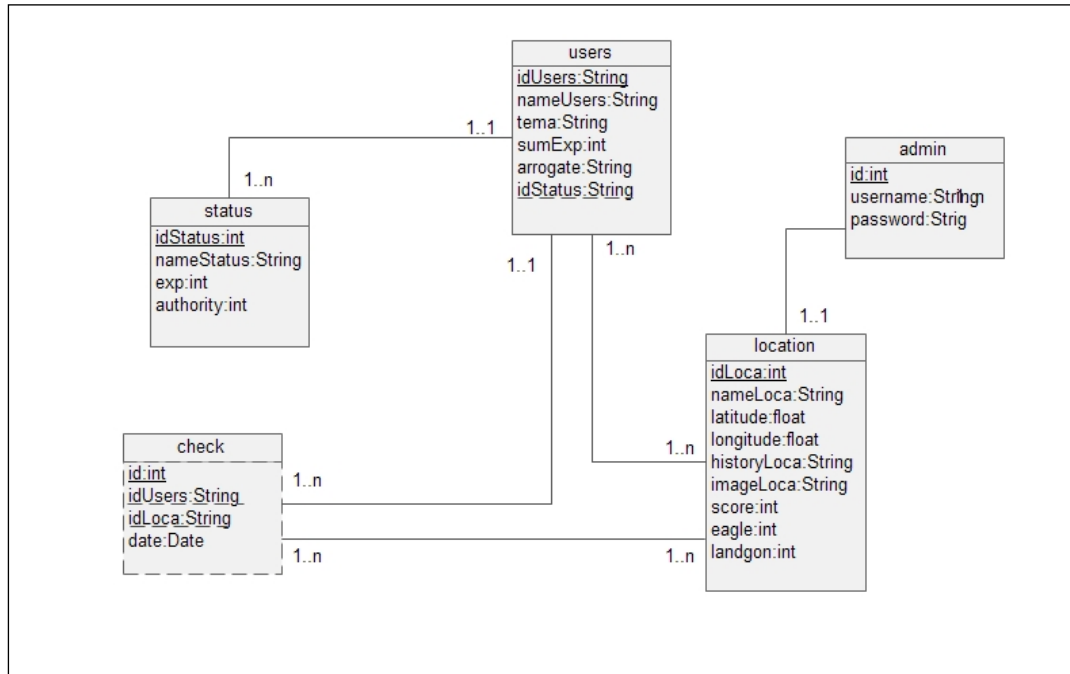 users
idUsers:String
nameUsers:String
tema:String
sumExp:int
arrogate:String
idStatus:String
1..1
1..n
status
idStatus:int
nameStatus:String
exp:int
authority:int
admin
id:int
username:Strihgn
password:Strig
1..1
1..n
1..1
location
idLoca:int
nameLoca:String
latitude:float
longitude:float
historyLoca:String
imageLoca:String
score:int
eagle:int
landgon:int
1..n
check
id:int
idUsers:String
idLoca:String
date:Date
1..n
1..n
1..n